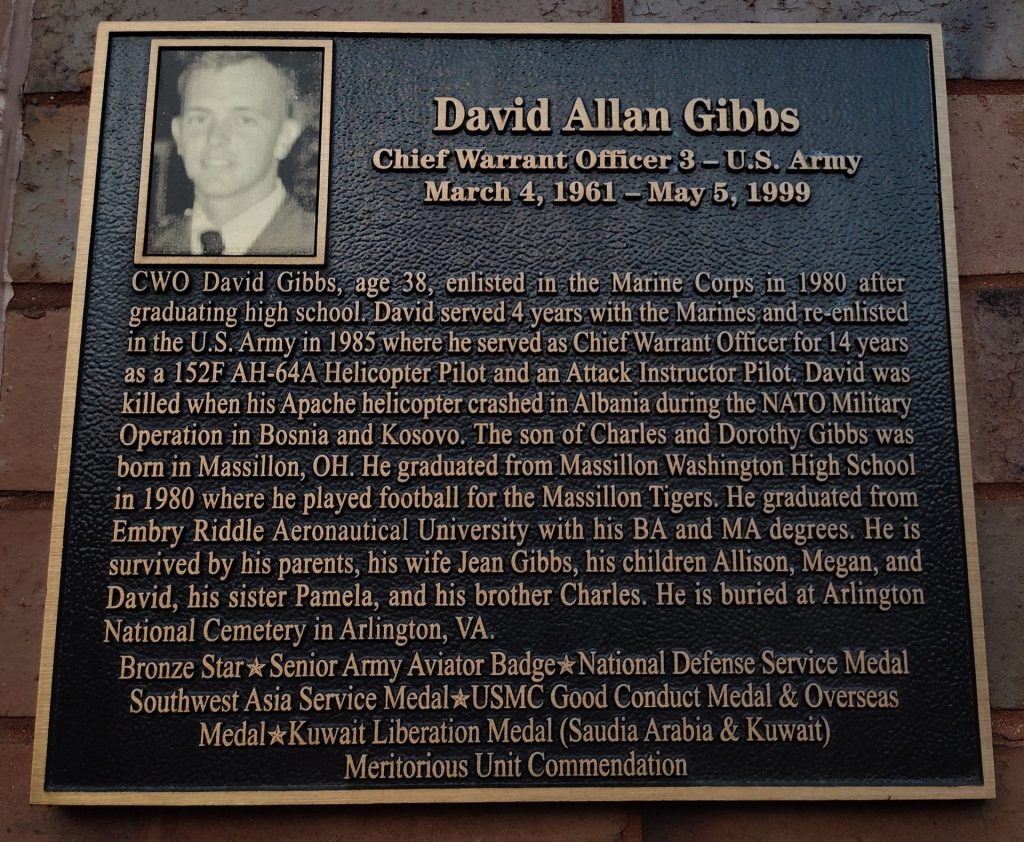 David Allan Gibbs
Chief Warrant Officer 3 – U.S. Army
March 4, 1961 – May 5, 1999
CWO David Gibbs, age 38, enlisted in the Marine Corps in 1980 after
graduating high school. David served 4 years with the Marines and re-enlisted
in the U.S. Army in 1985 where he served as Chief Warrant Officer for 14 years
as a 152F AH-64A Helicopter Pilot and an Attack Instructor Pilot. David was
killed when his Apache helicopter crashed in Albania during the NATO Military
Operation in Bosnia and Kosovo. The son of Charles and Dorothy Gibbs was
born in Massillon, OH. He graduated from Massillon Washington High School
in 1980 where he played football for the Massillon Tigers. He graduated from
Embry Riddle Aeronautical University with his BA and MA degrees. He is
survived by his parents, his wife Jean Gibbs, his children Allison, Megan, and
David, his sister Pamela, and his brother Charles. He is buried at Arlington
National Cemetery in Arlington, VA.
Bronze Star★Senior Army Aviator Badge★National Defense Service Medal
Southwest Asia Service Medal★USMC Good Conduct Medal & Overseas
Medal★Kuwait Liberation Medal (Saudia Arabia & Kuwait)
Meritorious Unit Commendation